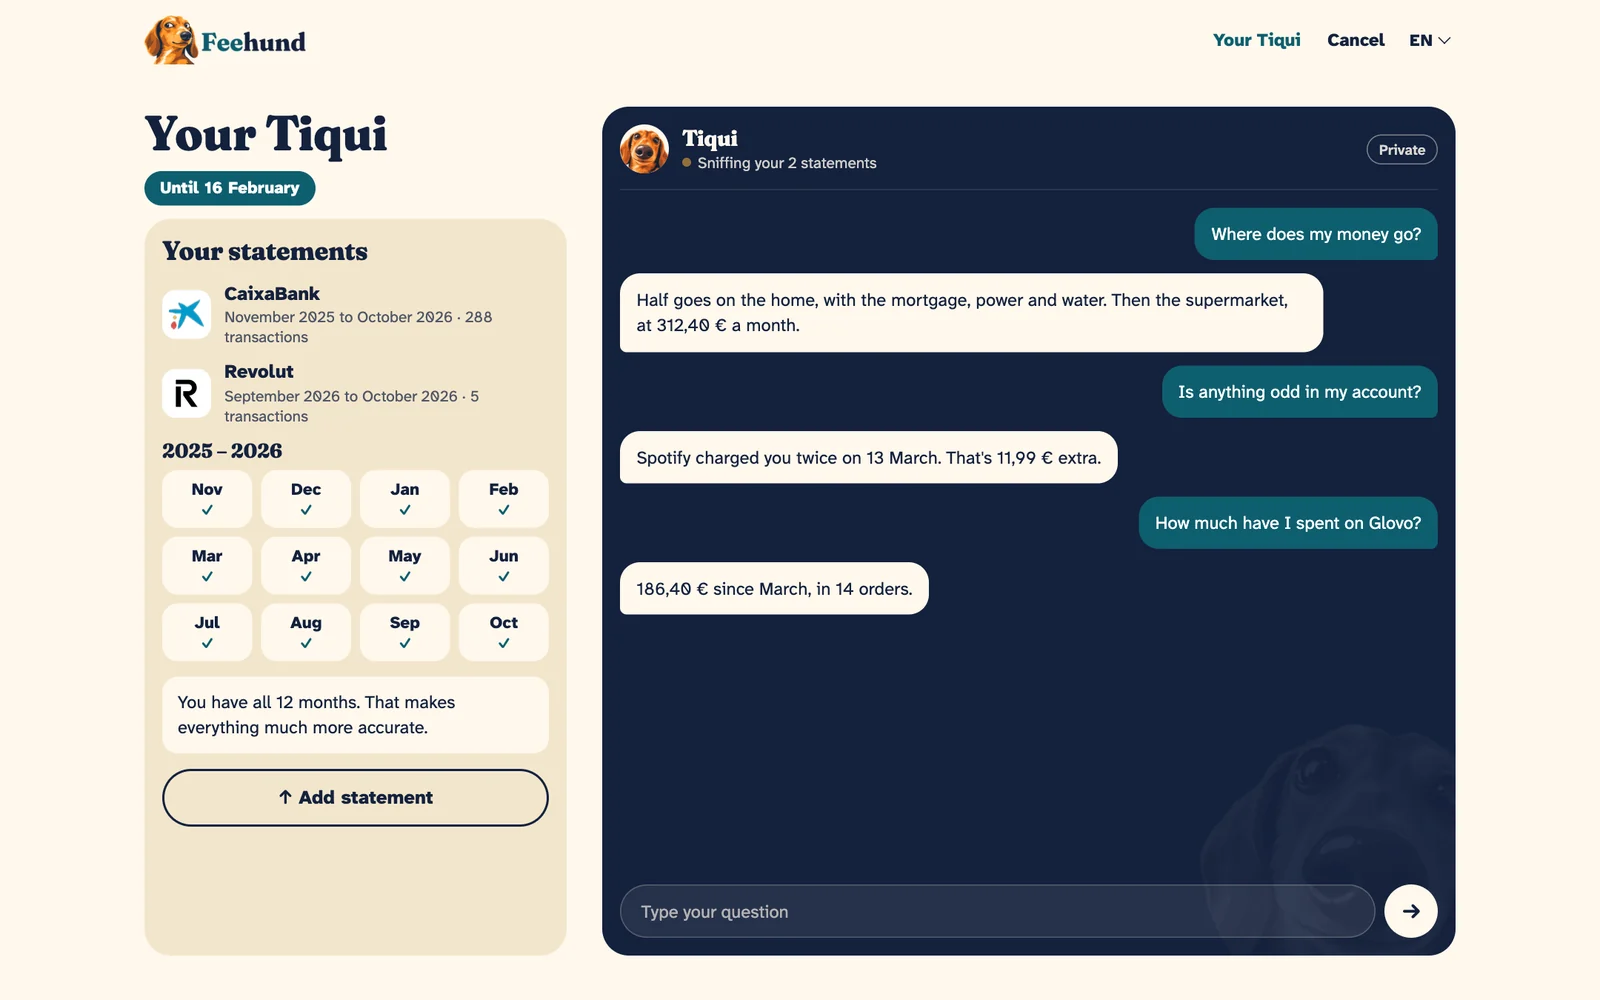 Feehund
Your Tiqui
Cancel
EN
Your Tiqui
Until 16 February
Your statements
CaixaBank
November 2025 to October 2026 · 288
transactions
Revolut
September 2026 to October 2026 · 5
transactions
2025 – 2026
Nov
Dec
Jan
Feb
Mar
Apr
May
Jun
Jul
Aug
Sep
Oct
You have all 12 months. That makes
everything much more accurate.
↑ Add statement
Tiqui
Sniffing your 2 statements
Private
Where does my money go?
Half goes on the home, with the mortgage, power and water. Then the supermarket,
at 312,40 € a month.
Is anything odd in my account?
Spotify charged you twice on 13 March. That's 11,99 € extra.
How much have I spent on Glovo?
186,40 € since March, in 14 orders.
Type your question